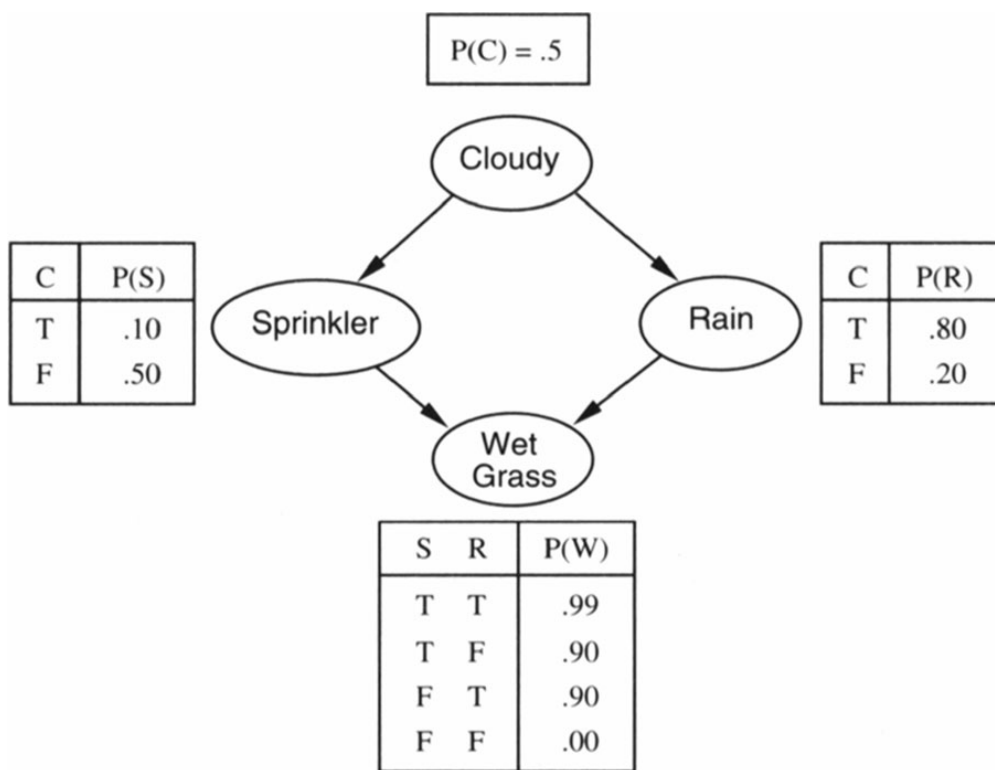 P(C) = .5
Cloudy
C P(S)
T .10
F .50
Sprinkler
Rain
C P(R)
T .80
F .20
Wet
Grass
S R P(W)
T T .99
T F .90
F T .90
F F .00